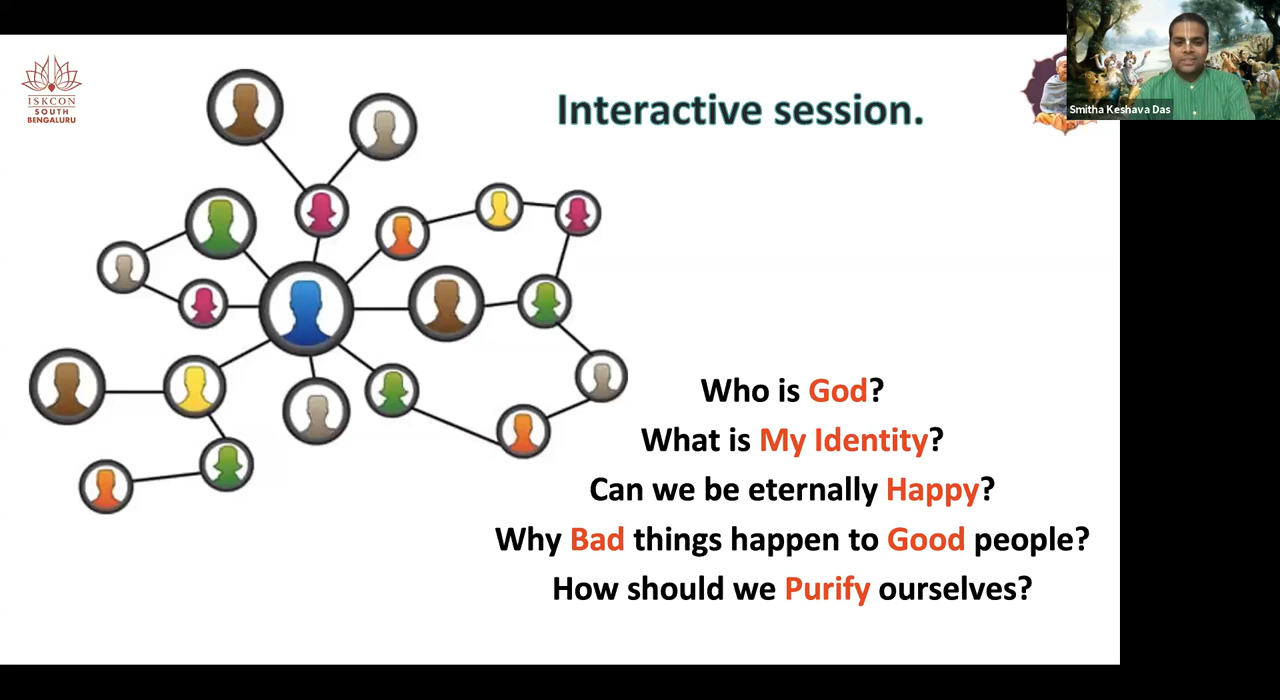 ISKCON
SOUTH
BENGALURU
Interactive session.
Smitha Keshava Das
Who is God?
What is My Identity?
Can we be eternally Happy?
Why Bad things happen to Good people?
How should we Purify ourselves?